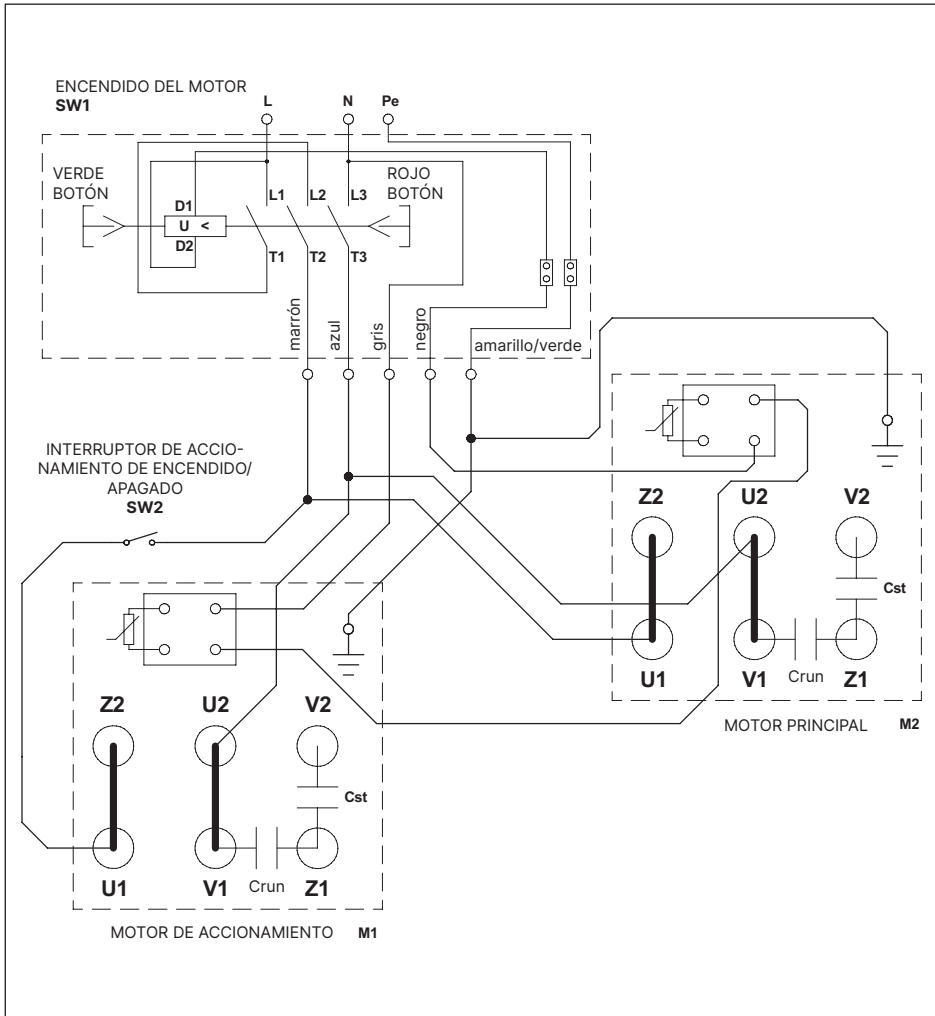 ENCENDIDO DEL MOTOR
SW1
L
N
Pe
VERDE
BOTÓN
ROJO
BOTÓN
D1
U <
D2
L1
L2
L3
T1
T2
T3
marrón
azul
gris
negro
amarillo/verde
INTERRUPTOR DE ACCIO-
NAMIENTO DE ENCENDIDO/
APAGADO
SW2
Z2
U2
V2
Cst
U1
V1
Crun
Z1
MOTOR PRINCIPAL M2
Z2
U2
V2
Cst
U1
V1
Crun
Z1
MOTOR DE ACCIONAMIENTO M1